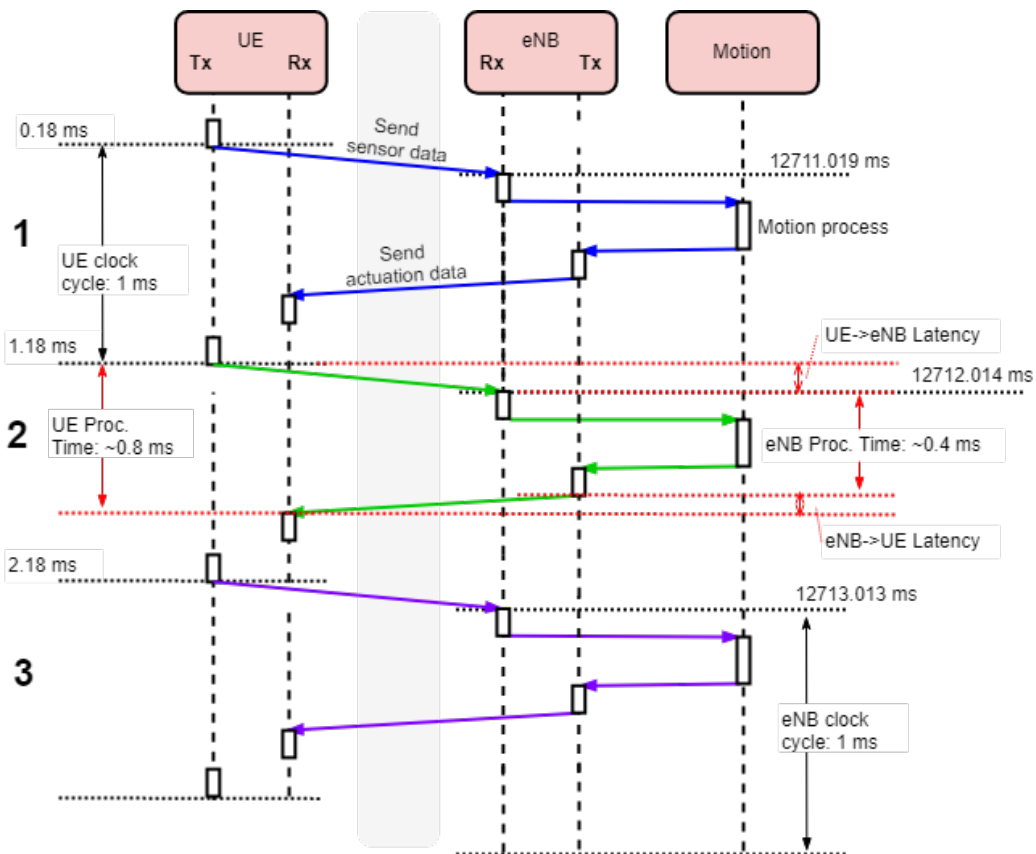 UE
Tx
Rx
eNB
Rx
Tx
Motion
0.18 ms
Send
sensor data
12711.019 ms
1
Motion process
UE clock
cycle: 1 ms
Send
actuation data
1.18 ms
UE->eNB Latency
12712.014 ms
2
UE Proc.
Time: ~0.8 ms
eNB Proc. Time: ~0.4 ms
eNB->UE Latency
2.18 ms
12713.013 ms
3
eNB clock
cycle: 1 ms